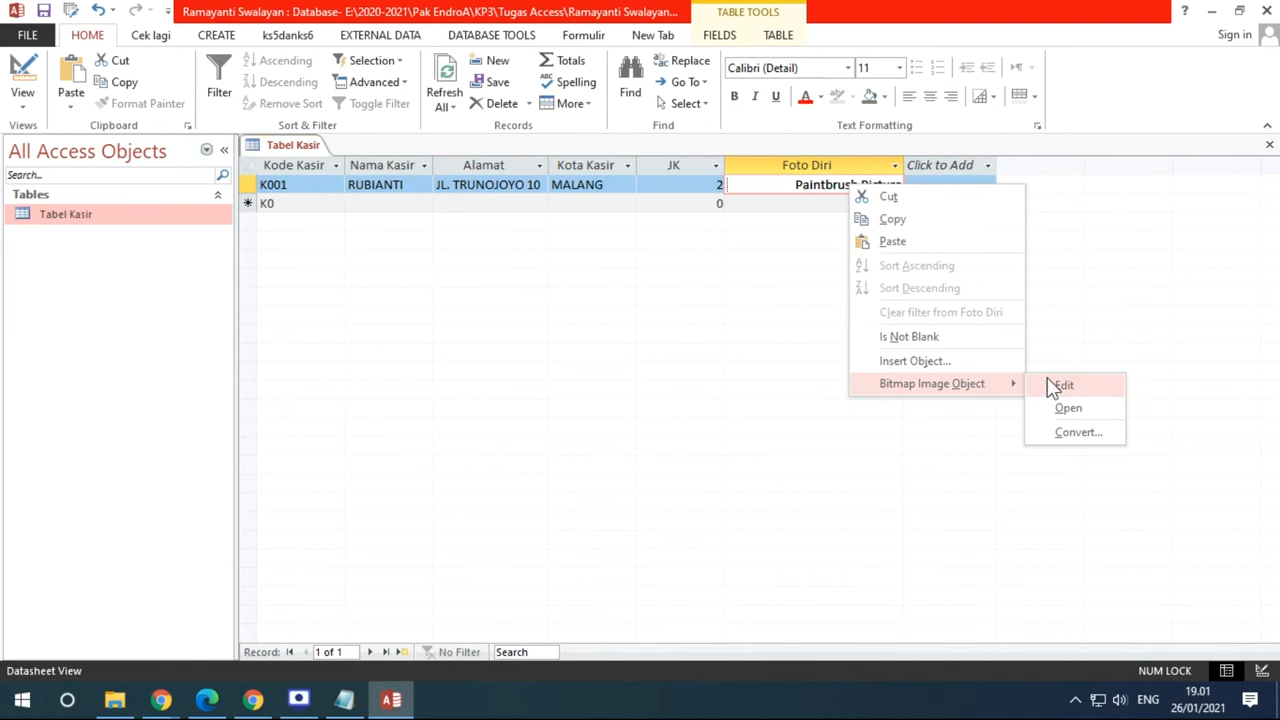 Ramayanti Swalayan : Database- E:\2020-2021\Pak EndroA\KP3\Tugas Access\Ramayanti Swalayan...
TABLE TOOLS
Sign in
FILE HOME Cek lagi CREATE ks5danks6 EXTERNAL DATA DATABASE TOOLS Formulir New Tab FIELDS TABLE
View
Views
Paste
Cut
Copy
Format Painter
Clipboard
Filter
Ascending
Descending
Remove Sort
Selection
Advanced
Toggle Filter
Sort & Filter
Refresh
All
New
Save
Delete
Totals
Spelling
More
Records
Find
Replace
Go To
Select
Find
Calibri (Detail) 11
B I U
Text Formatting
All Access Objects
Search...
Tables
Tabel Kasir
Tabel Kasir
Kode Kasir Nama Kasir Alamat Kota Kasir JK Foto Diri Click to Add
K001 RUBIANTI JL. TRUNOJOYO 10 MALANG 2 Paintbrush Picture
K0 0
Cut
Copy
Paste
Sort Ascending
Sort Descending
Clear filter from Foto Diri
Is Not Blank
Insert Object...
Bitmap Image Object
Edit
Open
Convert...
Record: 1 of 1 No Filter Search
Datasheet View NUM LOCK
ENG
19.01
26/01/2021